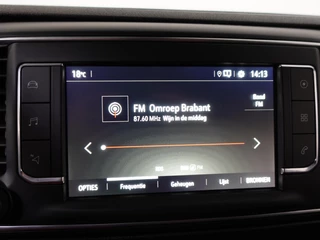 18°C
14:13
FM Omroep Brabant
87.60 MHz Wijn in de middag
Band
FM
OPTIES
Frequentie
Geheugen
Lijst
BRONNEN